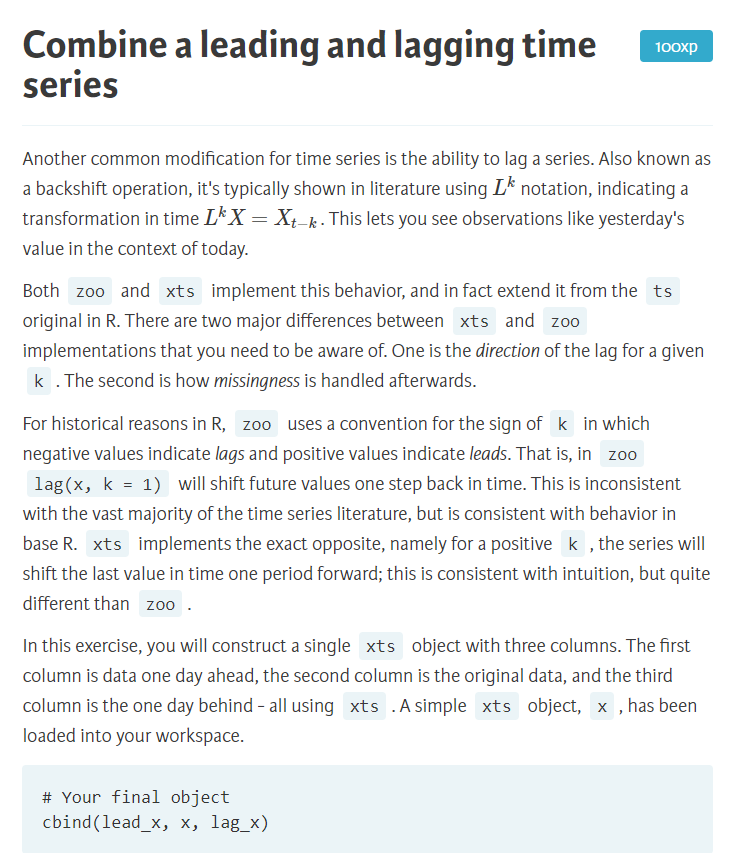 Combine a leading and lagging time
100xp
series
Another common modification for time series is the ability to lag a series. Also known as
a backshift operation, it's typically shown in literature using L^k notation, indicating a
transformation in time L^k X = X_{t−k}. This lets you see observations like yesterday's
value in the context of today.
Both zoo and xts implement this behavior, and in fact extend it from the ts
original in R. There are two major differences between xts and zoo
implementations that you need to be aware of. One is the direction of the lag for a given
k . The second is how missingness is handled afterwards.
For historical reasons in R, zoo uses a convention for the sign of k in which
negative values indicate lags and positive values indicate leads. That is, in zoo
lag(x, k = 1) will shift future values one step back in time. This is inconsistent
with the vast majority of the time series literature, but is consistent with behavior in
base R. xts implements the exact opposite, namely for a positive k , the series will
shift the last value in time one period forward; this is consistent with intuition, but quite
different than zoo .
In this exercise, you will construct a single xts object with three columns. The first
column is data one day ahead, the second column is the original data, and the third
column is the one day behind - all using xts . A simple xts object, x , has been
loaded into your workspace.
# Your final object
cbind(lead_x, x, lag_x)